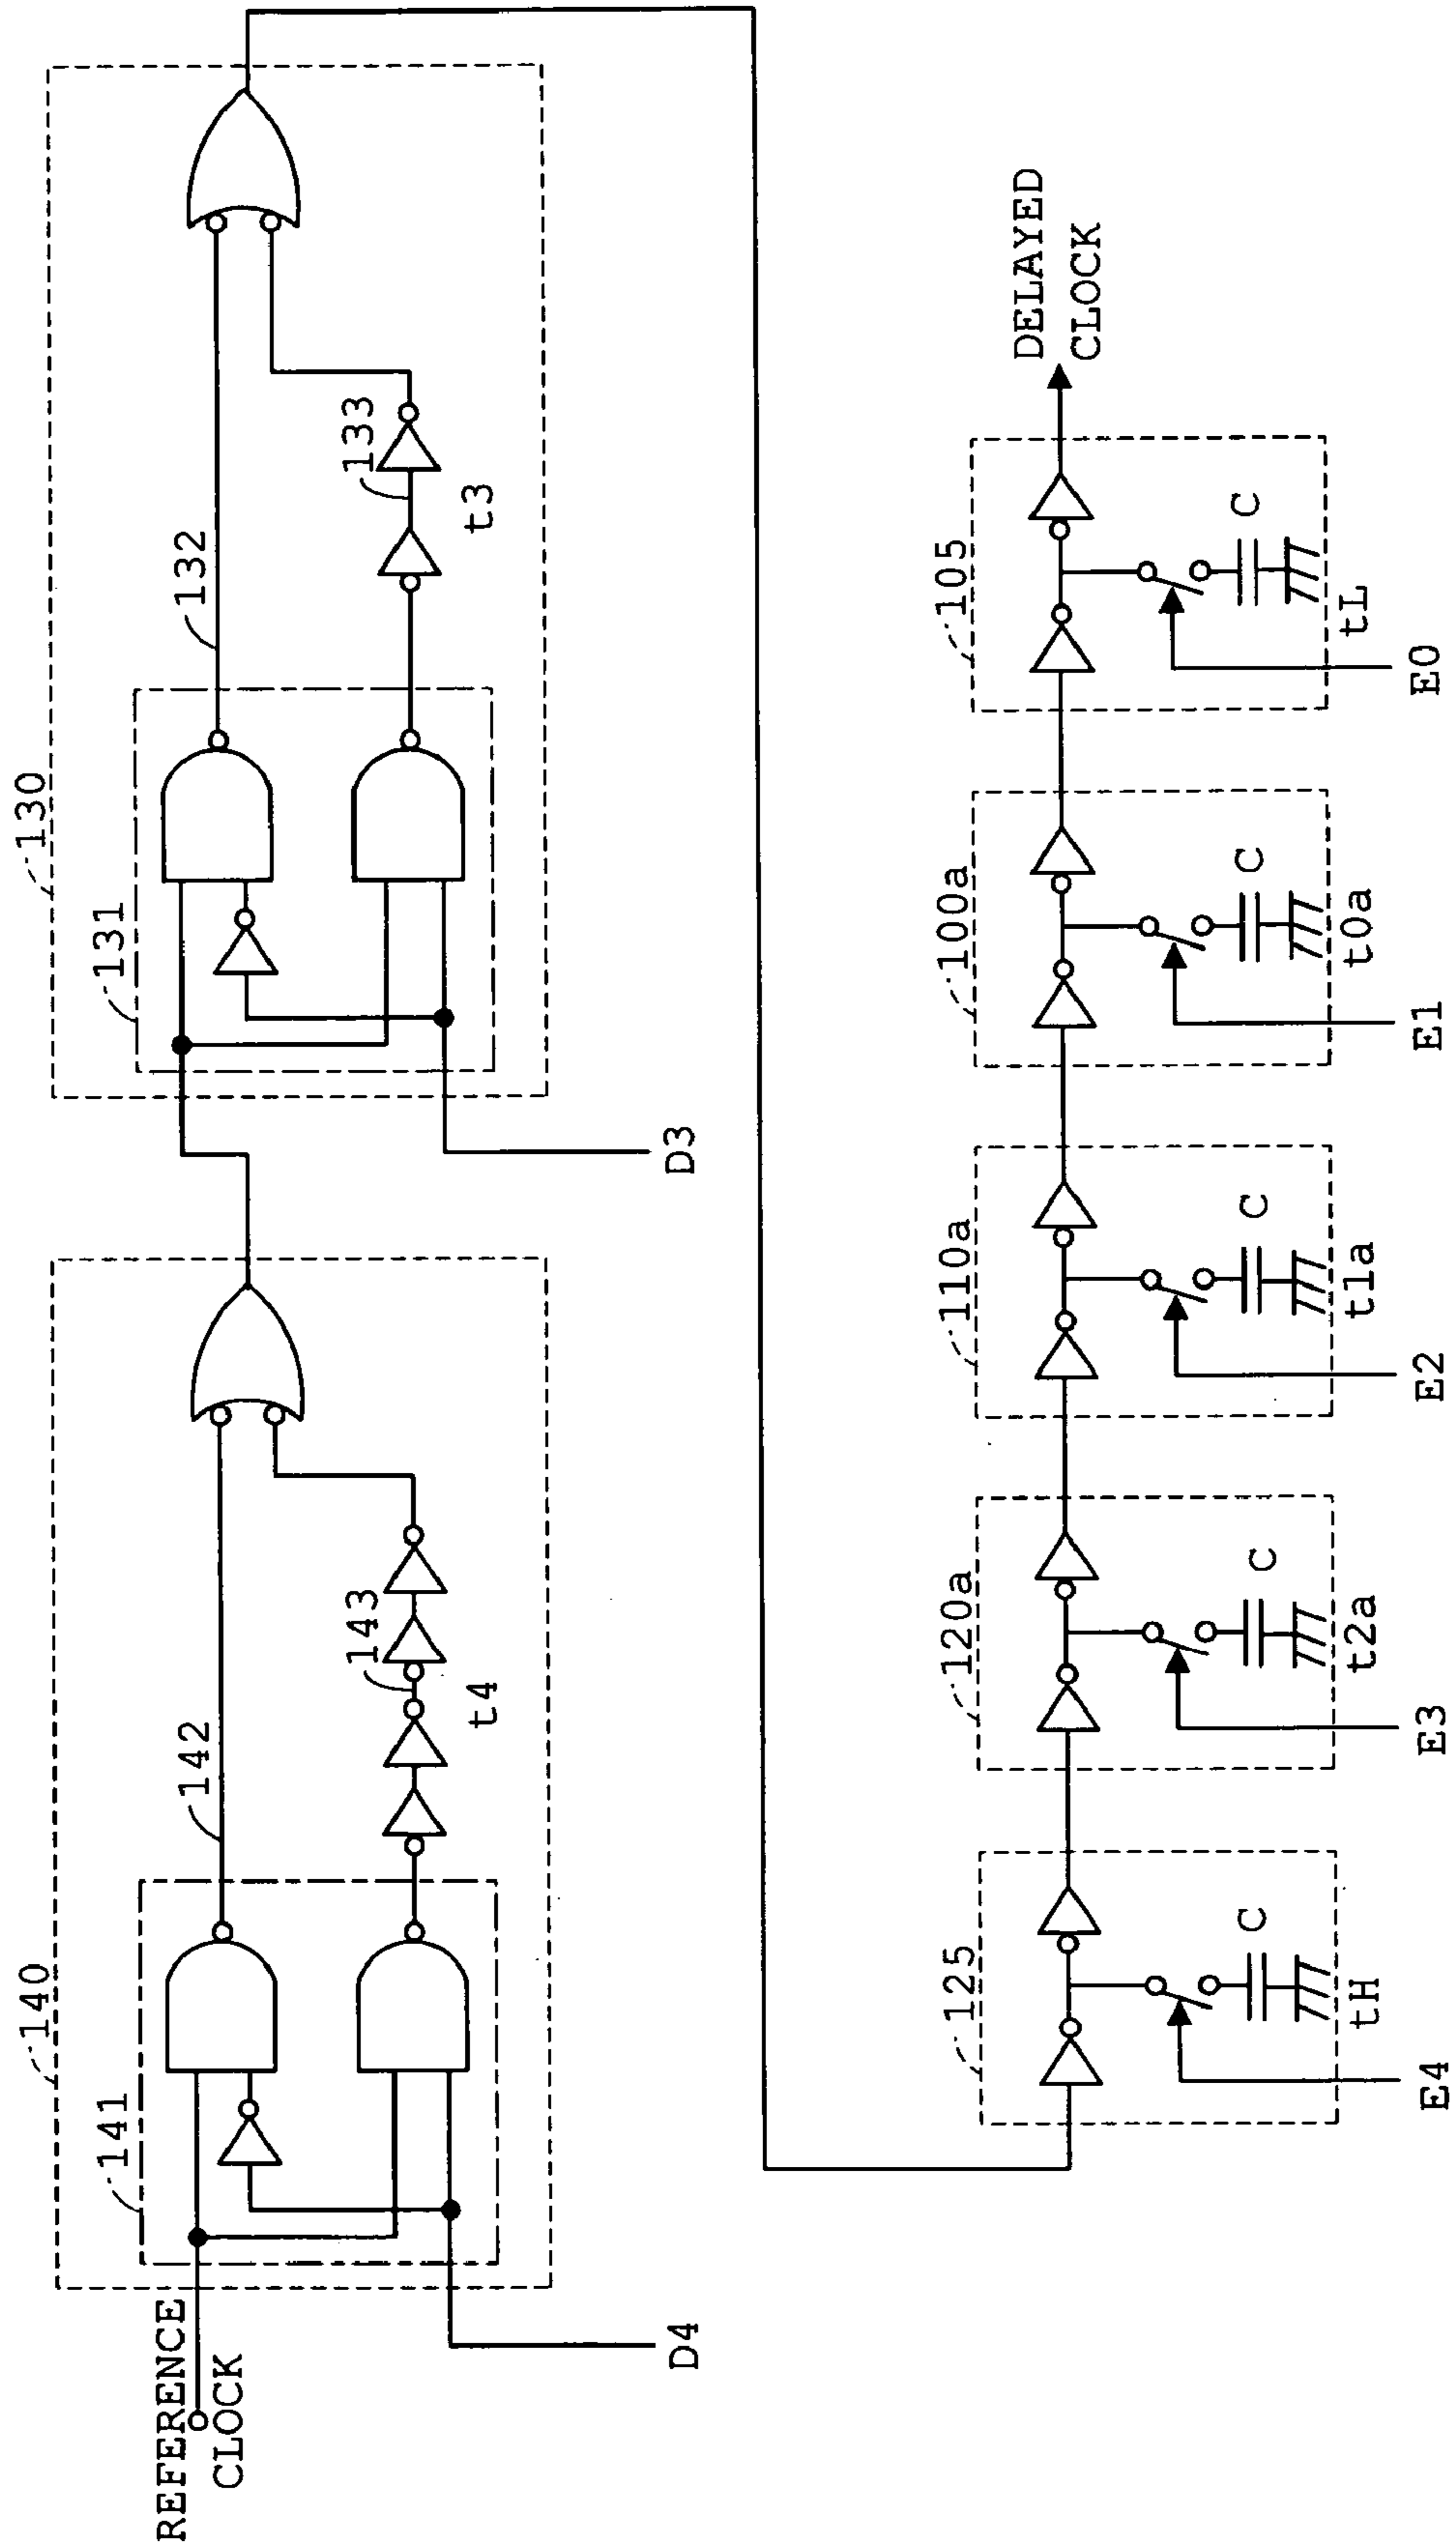 REFERENCE
CLOCK
140
141
142
143
t4
D4
130
131
132
133
t3
D3
125
C
tH
E4
120a
C
t2a
E3
110a
C
t1a
E2
100a
C
t0a
E1
105
C
tL
E0
DELAYED
CLOCK